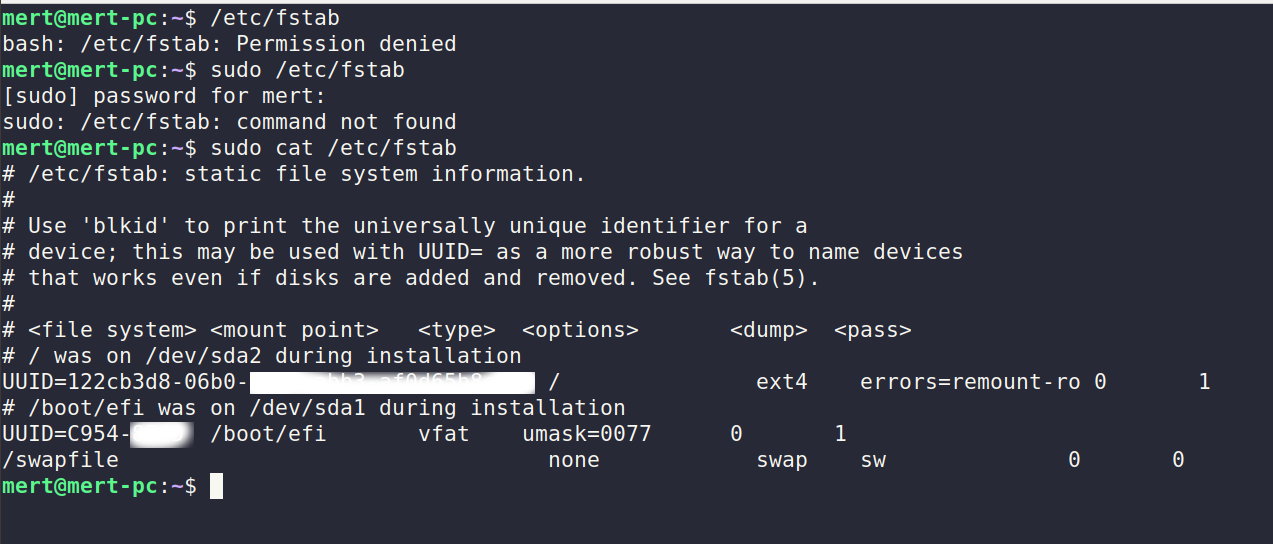 mert@mert-pc:~$ /etc/fstab
bash: /etc/fstab: Permission denied
mert@mert-pc:~$ sudo /etc/fstab
[sudo] password for mert:
sudo: /etc/fstab: command not found
mert@mert-pc:~$ sudo cat /etc/fstab
# /etc/fstab: static file system information.
#
# Use 'blkid' to print the universally unique identifier for a
# device; this may be used with UUID= as a more robust way to name devices
# that works even if disks are added and removed. See fstab(5).
#
# <file system> <mount point>   <type>  <options>       <dump>  <pass>
# / was on /dev/sda2 during installation
UUID=122cb3d8-06b0- /               ext4    errors=remount-ro 0       1
# /boot/efi was on /dev/sda1 during installation
UUID=C954-  /boot/efi       vfat    umask=0077      0       1
/swapfile                                 none            swap    sw              0       0
mert@mert-pc:~$